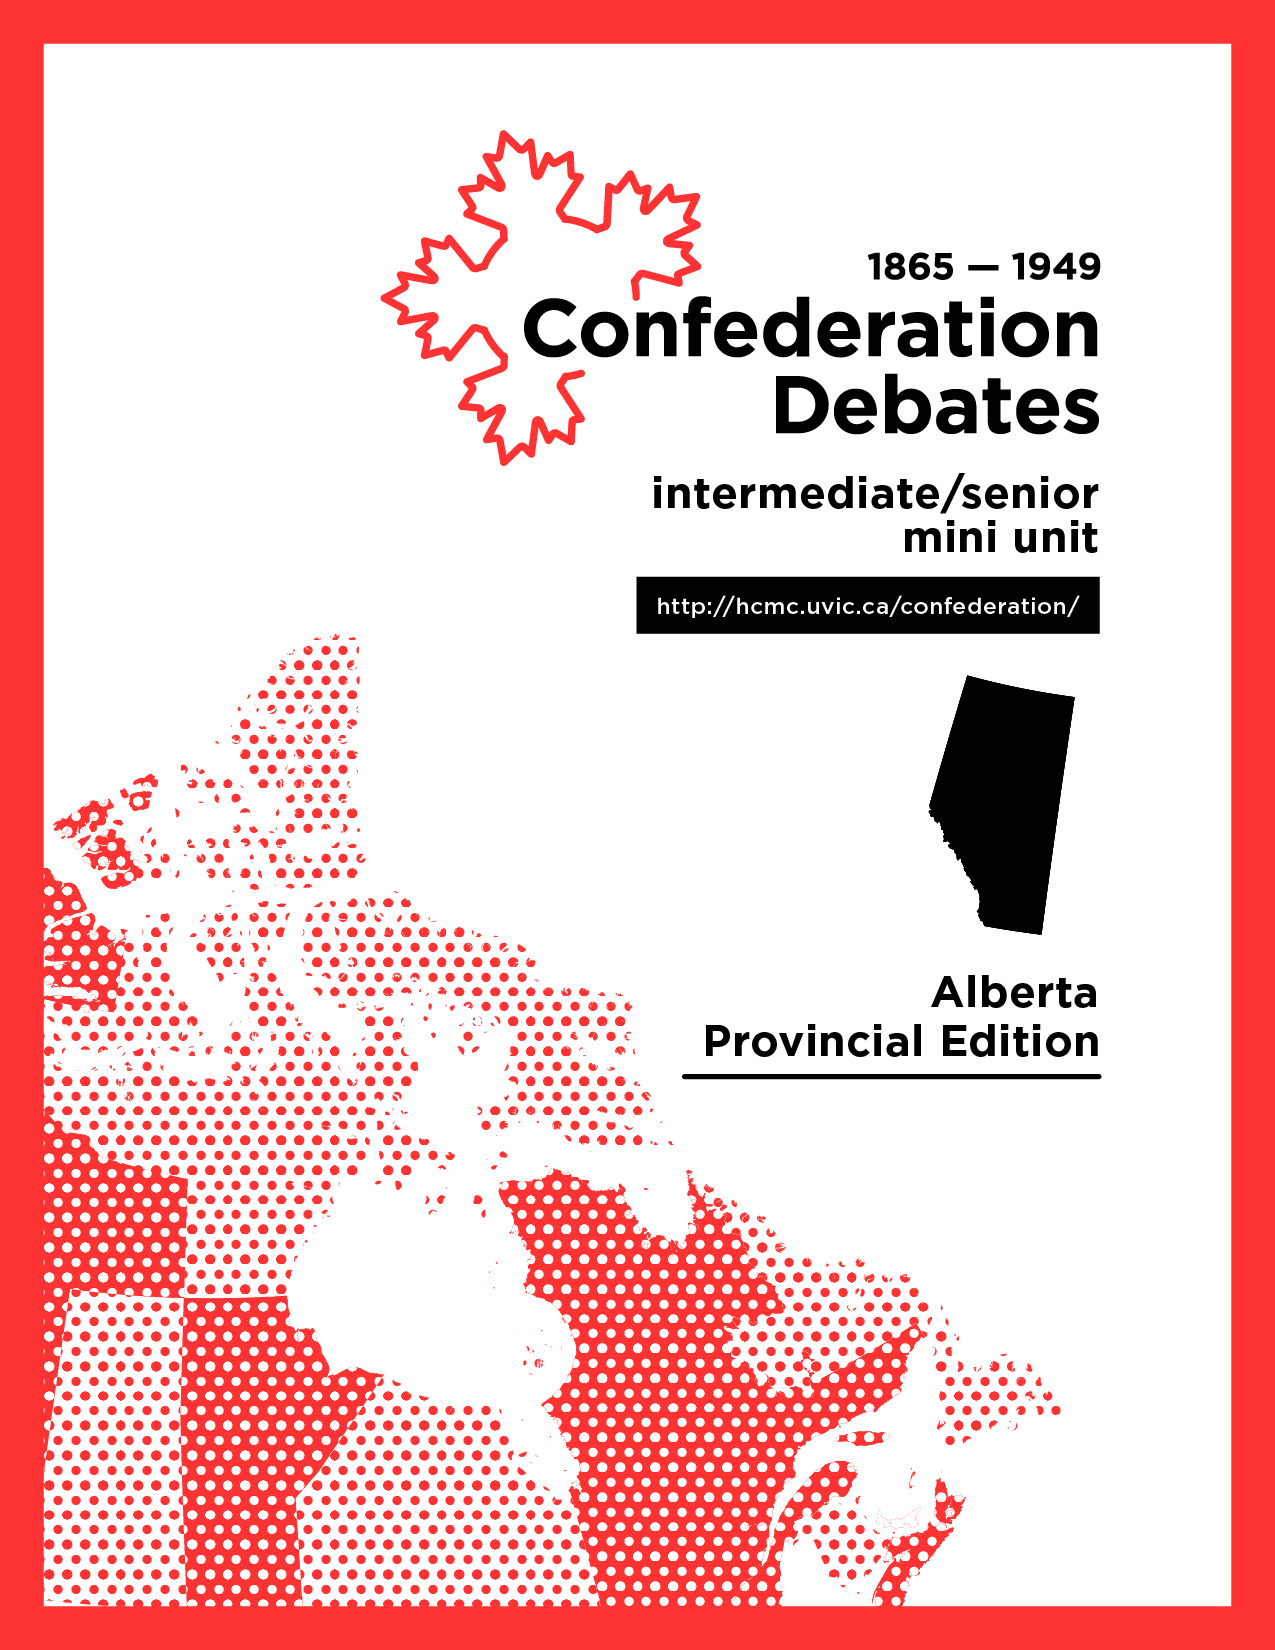 1865 — 1949
Confederation
Debates
intermediate/senior
mini unit
http://hcmc.uvic.ca/confederation/
Alberta
Provincial Edition